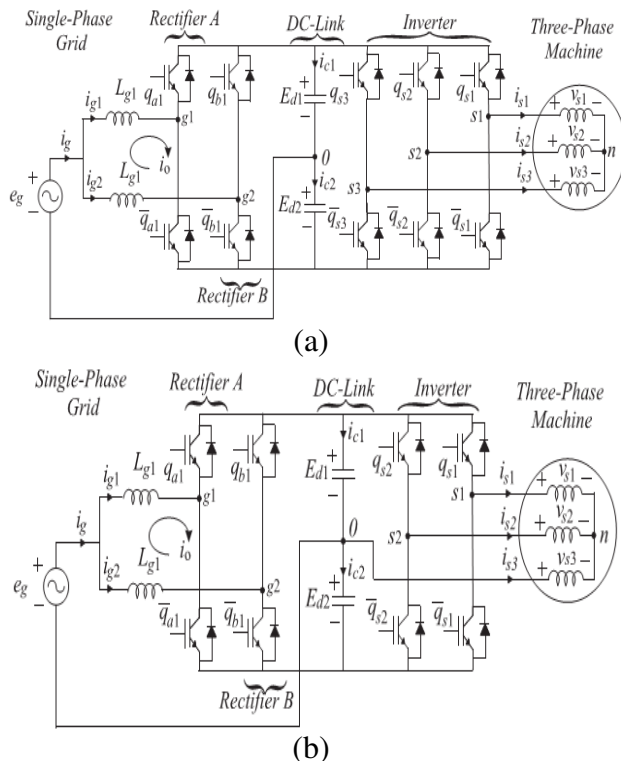 Single-Phase Grid
Rectifier A
DC-Link
Inverter
Three-Phase Machine
i_g
i_g1
L_g1
q_a1
q_b1
g1
i_c1
E_d1
q_s3
q_s2
q_s1
s1
i_s1
v_s1
e_g
i_g2
L_g1
i_o
g2
0
i_c2
E_d2
s2
s3
i_s2
v_s2
n
i_s3
v_s3
q̅_a1
q̅_b1
q̅_s3
q̅_s2
q̅_s1
Rectifier B
(a)
Single-Phase Grid
Rectifier A
DC-Link
Inverter
Three-Phase Machine
i_g
i_g1
L_g1
q_a1
q_b1
g1
i_c1
E_d1
q_s2
q_s1
s1
i_s1
v_s1
e_g
i_g2
L_g1
i_o
g2
0
i_c2
E_d2
s2
i_s2
v_s2
n
i_s3
v_s3
q̅_a1
q̅_b1
q̅_s2
q̅_s1
Rectifier B
(b)